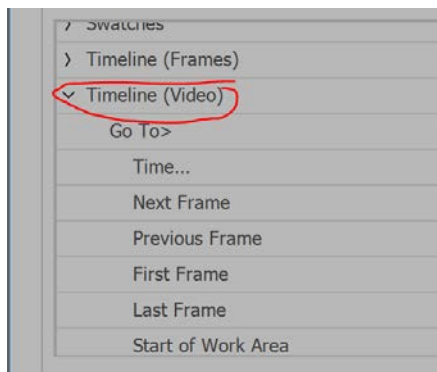 Swatches
Timeline (Frames)
Timeline (Video)
Go To>
Time...
Next Frame
Previous Frame
First Frame
Last Frame
Start of Work Area